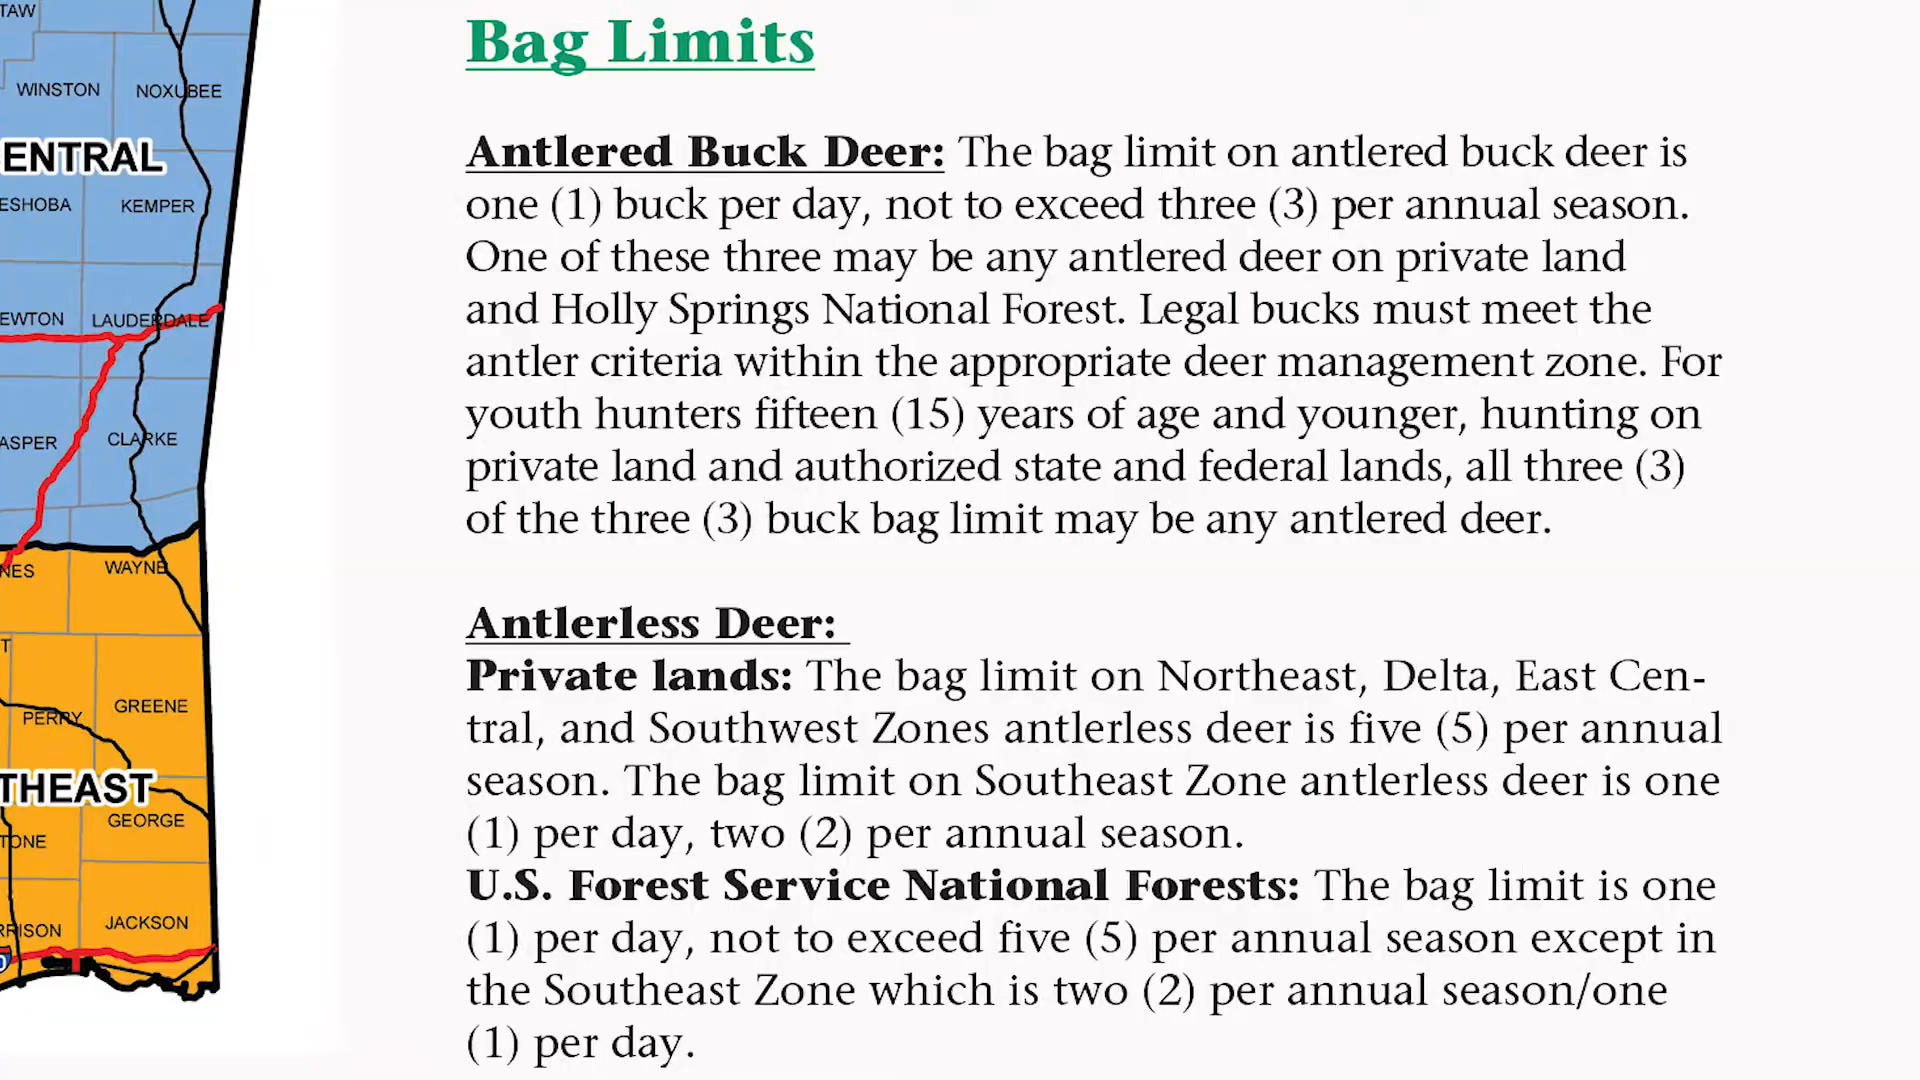 WINSTON NOXUBEE
KEMPER
LAUDERDALE
CLARKE
WAYNE
GREENE
PERRY
GEORGE
JACKSON
Bag Limits
Antlered Buck Deer: The bag limit on antlered buck deer is
one (1) buck per day, not to exceed three (3) per annual season.
One of these three may be any antlered deer on private land
and Holly Springs National Forest. Legal bucks must meet the
antler criteria within the appropriate deer management zone. For
youth hunters fifteen (15) years of age and younger, hunting on
private land and authorized state and federal lands, all three (3)
of the three (3) buck bag limit may be any antlered deer.
Antlerless Deer:
Private lands: The bag limit on Northeast, Delta, East Cen-
tral, and Southwest Zones antlerless deer is five (5) per annual
season. The bag limit on Southeast Zone antlerless deer is one
(1) per day, two (2) per annual season.
U.S. Forest Service National Forests: The bag limit is one
(1) per day, not to exceed five (5) per annual season except in
the Southeast Zone which is two (2) per annual season/one
(1) per day.